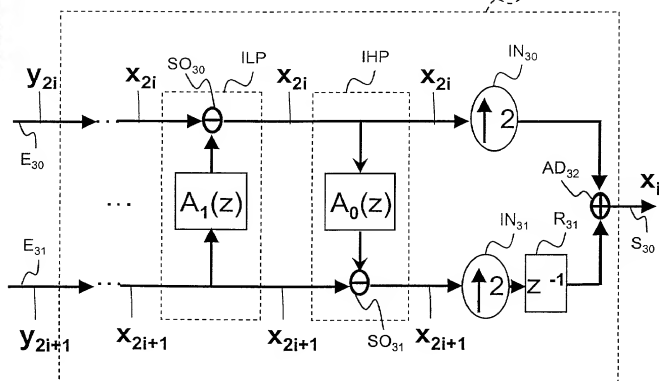 SO30 ILP IHP IN30
y2i x2i x2i x2i
↑2
E30 AD32 xi
... A1(z) A0(z)
E31 IN31 R31 S30
↑2 z -1
y2i+1 x2i+1 x2i+1 x2i+1
SO31